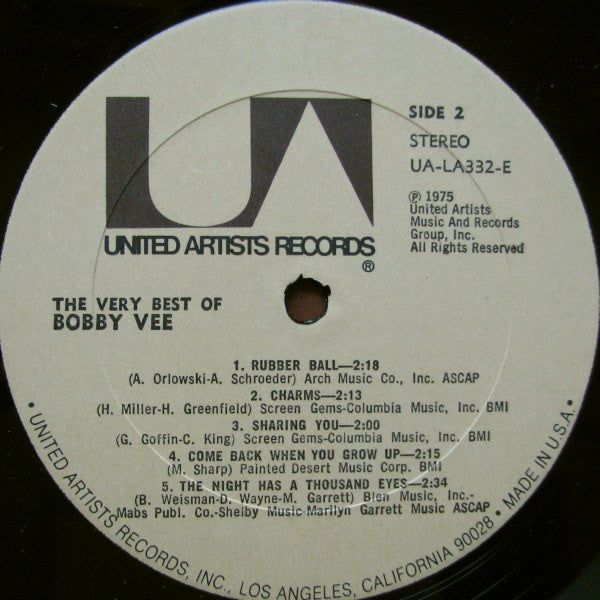 UA
UNITED ARTISTS RECORDS
®
SIDE 2
STEREO
UA-LA332-E
℗ 1975
United Artists
Music And Records
Group, Inc.
All Rights Reserved
THE VERY BEST OF
BOBBY VEE
1. RUBBER BALL—2:18
(A. Orlowski-A. Schroeder) Arch Music Co., Inc. ASCAP
2. CHARMS—2:13
(H. Miller-H. Greenfield) Screen Gems-Columbia Music, Inc. BMI
3. SHARING YOU—2:00
(G. Goffin-C. King) Screen Gems-Columbia Music, Inc. BMI
4. COME BACK WHEN YOU GROW UP—2:15
(M. Sharp) Painted Desert Music Corp. BMI
5. THE NIGHT HAS A THOUSAND EYES—2:34
(B. Weisman-D. Wayne-M. Garrett) Blen Music, Inc.-
Mabs Publ. Co.-Shelby Music-Marilyn Garrett Music ASCAP
• UNITED ARTISTS RECORDS, INC., LOS ANGELES, CALIFORNIA 90028 • MADE IN U.S.A. •